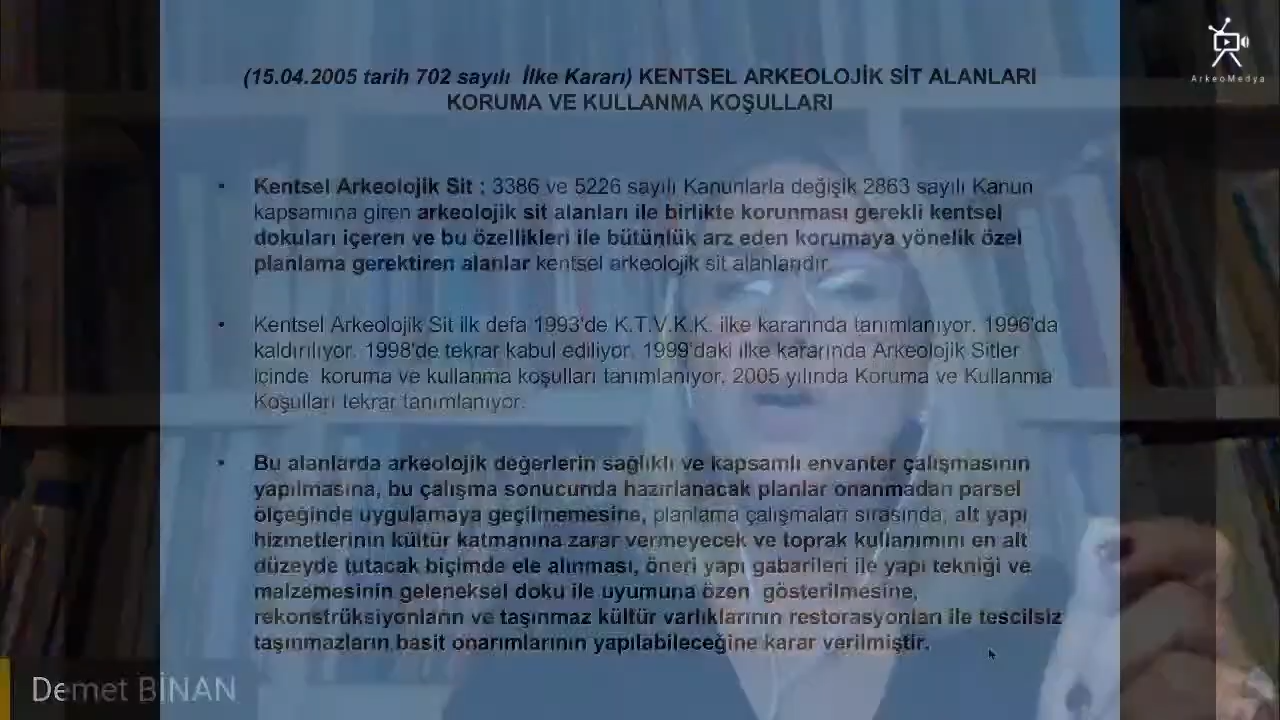 (15.04.2005 tarih 702 sayılı İlke Kararı) KENTSEL ARKEOLOJİK SİT ALANLARI
KORUMA VE KULLANMA KOŞULLARI
• Kentsel Arkeolojik Sit : 3386 ve 5226 sayılı Kanunlarla değişik 2863 sayılı Kanun
kapsamına giren arkeolojik sit alanları ile birlikte korunması gerekli kentsel
dokuları içeren ve bu özellikleri ile bütünlük arz eden korumaya yönelik özel
planlama gerektiren alanlar kentsel arkeolojik sit alanlarıdır.
• Kentsel Arkeolojik Sit ilk defa 1993'de K.T.V.K.K. ilke kararında tanımlanıyor. 1996'da
kaldırılıyor. 1998'de tekrar kabul ediliyor. 1999'daki ilke kararında Arkeolojik Sitler
içinde koruma ve kullanma koşulları tanımlanıyor. 2005 yılında Koruma ve Kullanma
Koşulları tekrar tanımlanıyor.
• Bu alanlarda arkeolojik değerlerin sağlıklı ve kapsamlı envanter çalışmasının
yapılmasına, bu çalışma sonucunda hazırlanacak planlar onanmadan parsel
ölçeğinde uygulamaya geçilmemesine, planlama çalışmaları sırasında, alt yapı
hizmetlerinin kültür katmanına zarar vermeyecek ve toprak kullanımını en alt
düzeyde tutacak biçimde ele alınması, öneri yapı gabarileri ile yapı tekniği ve
malzemesinin geleneksel doku ile uyumuna özen gösterilmesine,
rekonstrüksiyonların ve taşınmaz kültür varlıklarının restorasyonları ile tescilsiz
taşınmazların basit onarımlarının yapılabileceğine karar verilmiştir.
Demet BİNAN
ArkeoMedya